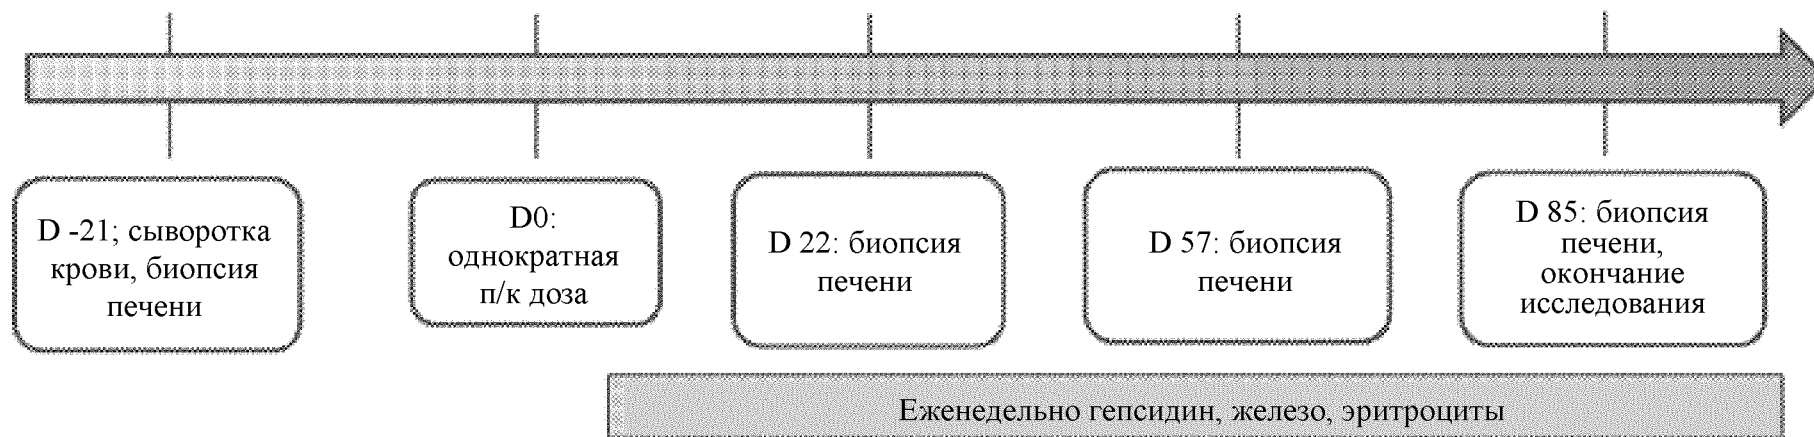 D -21; сыворотка
крови, биопсия
печени
D0:
однократная
п/к доза
D 22: биопсия
печени
D 57: биопсия
печени
D 85: биопсия
печени,
окончание
исследования
Еженедельно гепсидин, железо, эритроциты